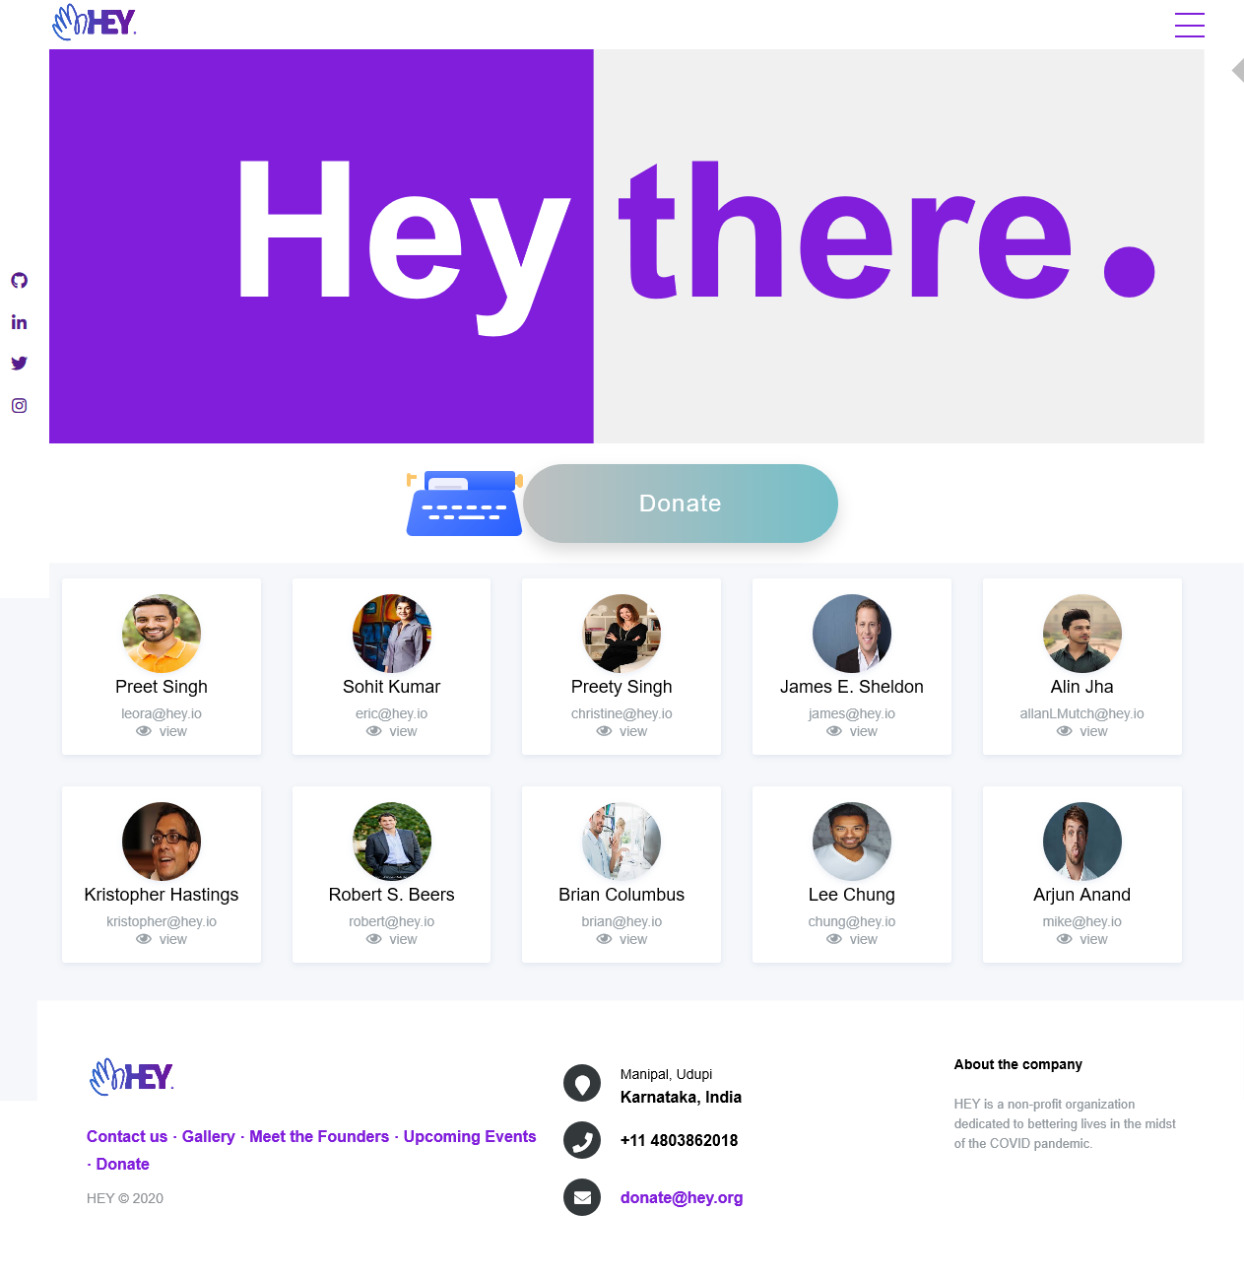 HEY.
Hey there.
Donate
Preet Singh
leora@hey.io
view
Sohit Kumar
eric@hey.io
view
Preety Singh
christine@hey.io
view
James E. Sheldon
james@hey.io
view
Alin Jha
allanLMutch@hey.io
view
Kristopher Hastings
kristopher@hey.io
view
Robert S. Beers
robert@hey.io
view
Brian Columbus
brian@hey.io
view
Lee Chung
chung@hey.io
view
Arjun Anand
mike@hey.io
view
HEY.
Contact us · Gallery · Meet the Founders · Upcoming Events
· Donate
HEY © 2020
Manipal, Udupi
Karnataka, India
+11 4803862018
donate@hey.org
About the company
HEY is a non-profit organization
dedicated to bettering lives in the midst
of the COVID pandemic.